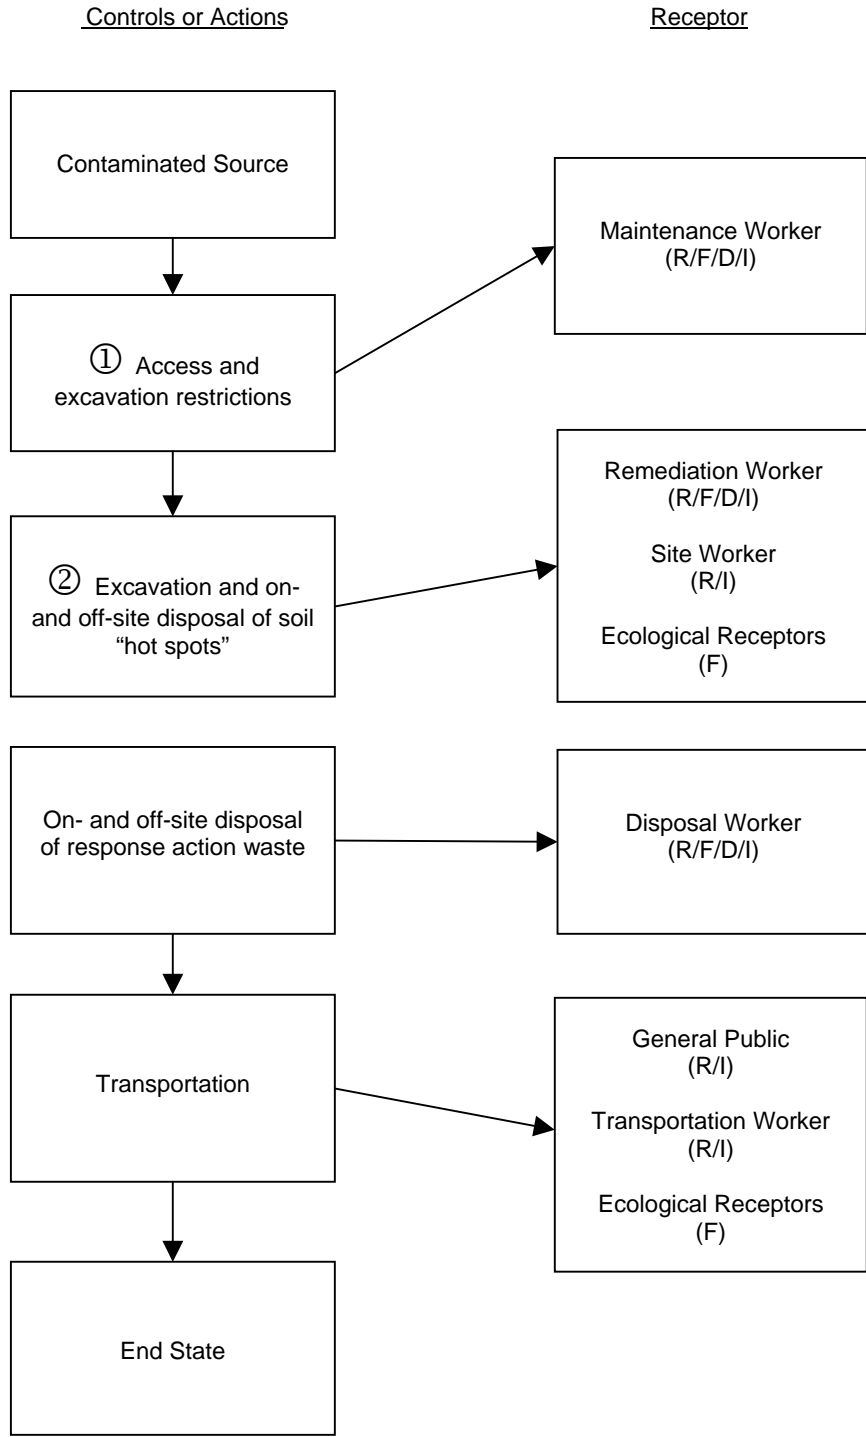 Controls or Actions
Receptor
Contaminated Source
Maintenance Worker
(R/F/D/I)
① Access and
excavation restrictions
Remediation Worker
(R/F/D/I)
Site Worker
(R/I)
Ecological Receptors
(F)
② Excavation and on-
and off-site disposal of soil
“hot spots”
On- and off-site disposal
of response action waste
Disposal Worker
(R/F/D/I)
Transportation
General Public
(R/I)
Transportation Worker
(R/I)
Ecological Receptors
(F)
End State